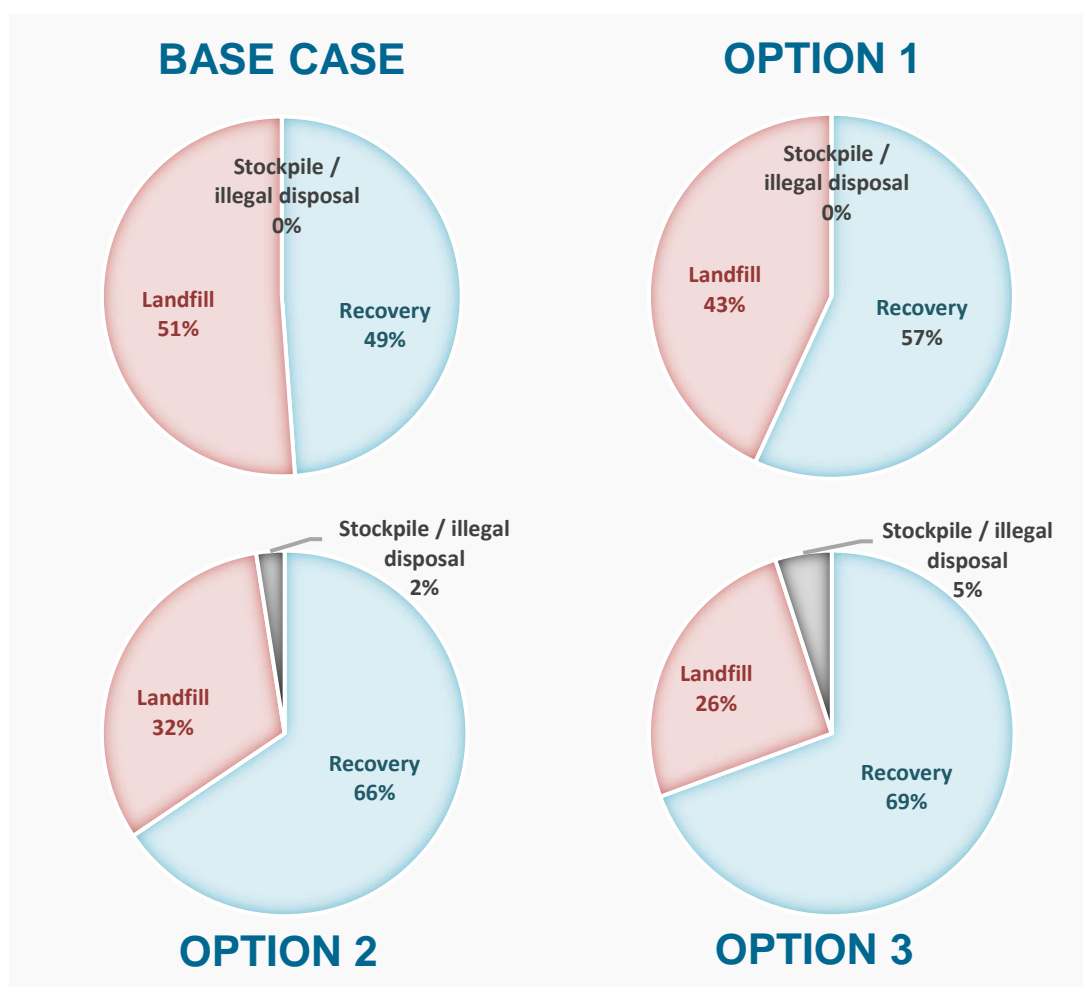 BASE CASE
Stockpile /
illegal disposal
0%
Landfill
51%
Recovery
49%
OPTION 1
Stockpile /
illegal disposal
0%
Landfill
43%
Recovery
57%
Stockpile / illegal
disposal
2%
Landfill
32%
Recovery
66%
OPTION 2
Stockpile / illegal
disposal
5%
Landfill
26%
Recovery
69%
OPTION 3